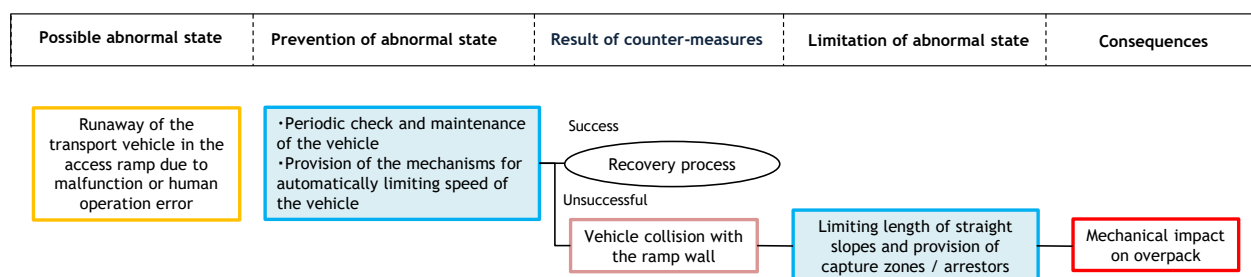 Possible abnormal state
Prevention of abnormal state
Result of counter-measures
Limitation of abnormal state
Consequences
Runaway of the
transport vehicle in the
access ramp due to
malfunction or human
operation error
・Periodic check and maintenance
of the vehicle
・Provision of the mechanisms for
automatically limiting speed of
the vehicle
Success
Recovery process
Unsuccessful
Vehicle collision with
the ramp wall
Limiting length of straight
slopes and provision of
capture zones / arrestors
Mechanical impact
on overpack